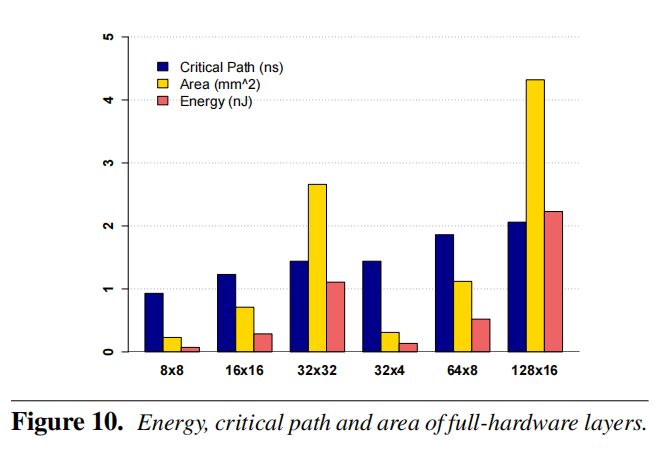 5
4
3
2
1
0
Critical Path (ns)
Area (mm^2)
Energy (nJ)
8x8 16x16 32x32 32x4 64x8 128x16
Figure 10. Energy, critical path and area of full-hardware layers.